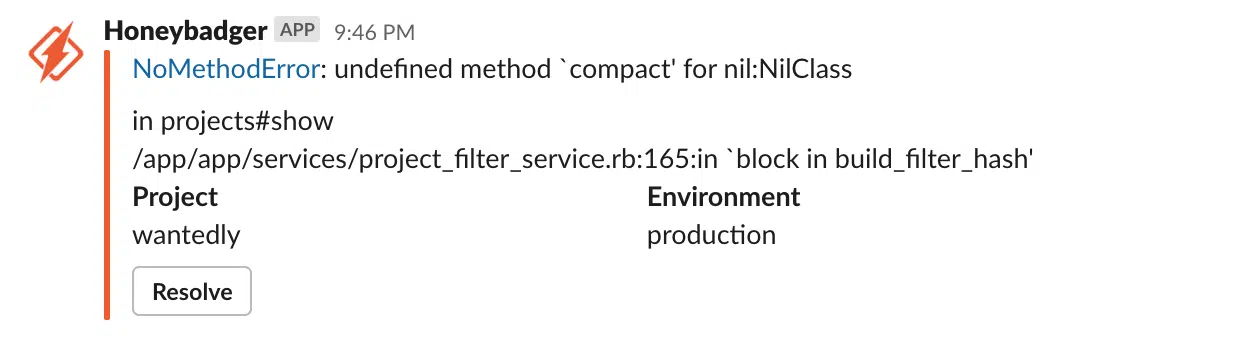 Honeybadger APP 9:46 PM
NoMethodError: undefined method `compact' for nil:NilClass
in projects#show
/app/app/services/project_filter_service.rb:165:in `block in build_filter_hash'
Project Environment
wantedly production
Resolve